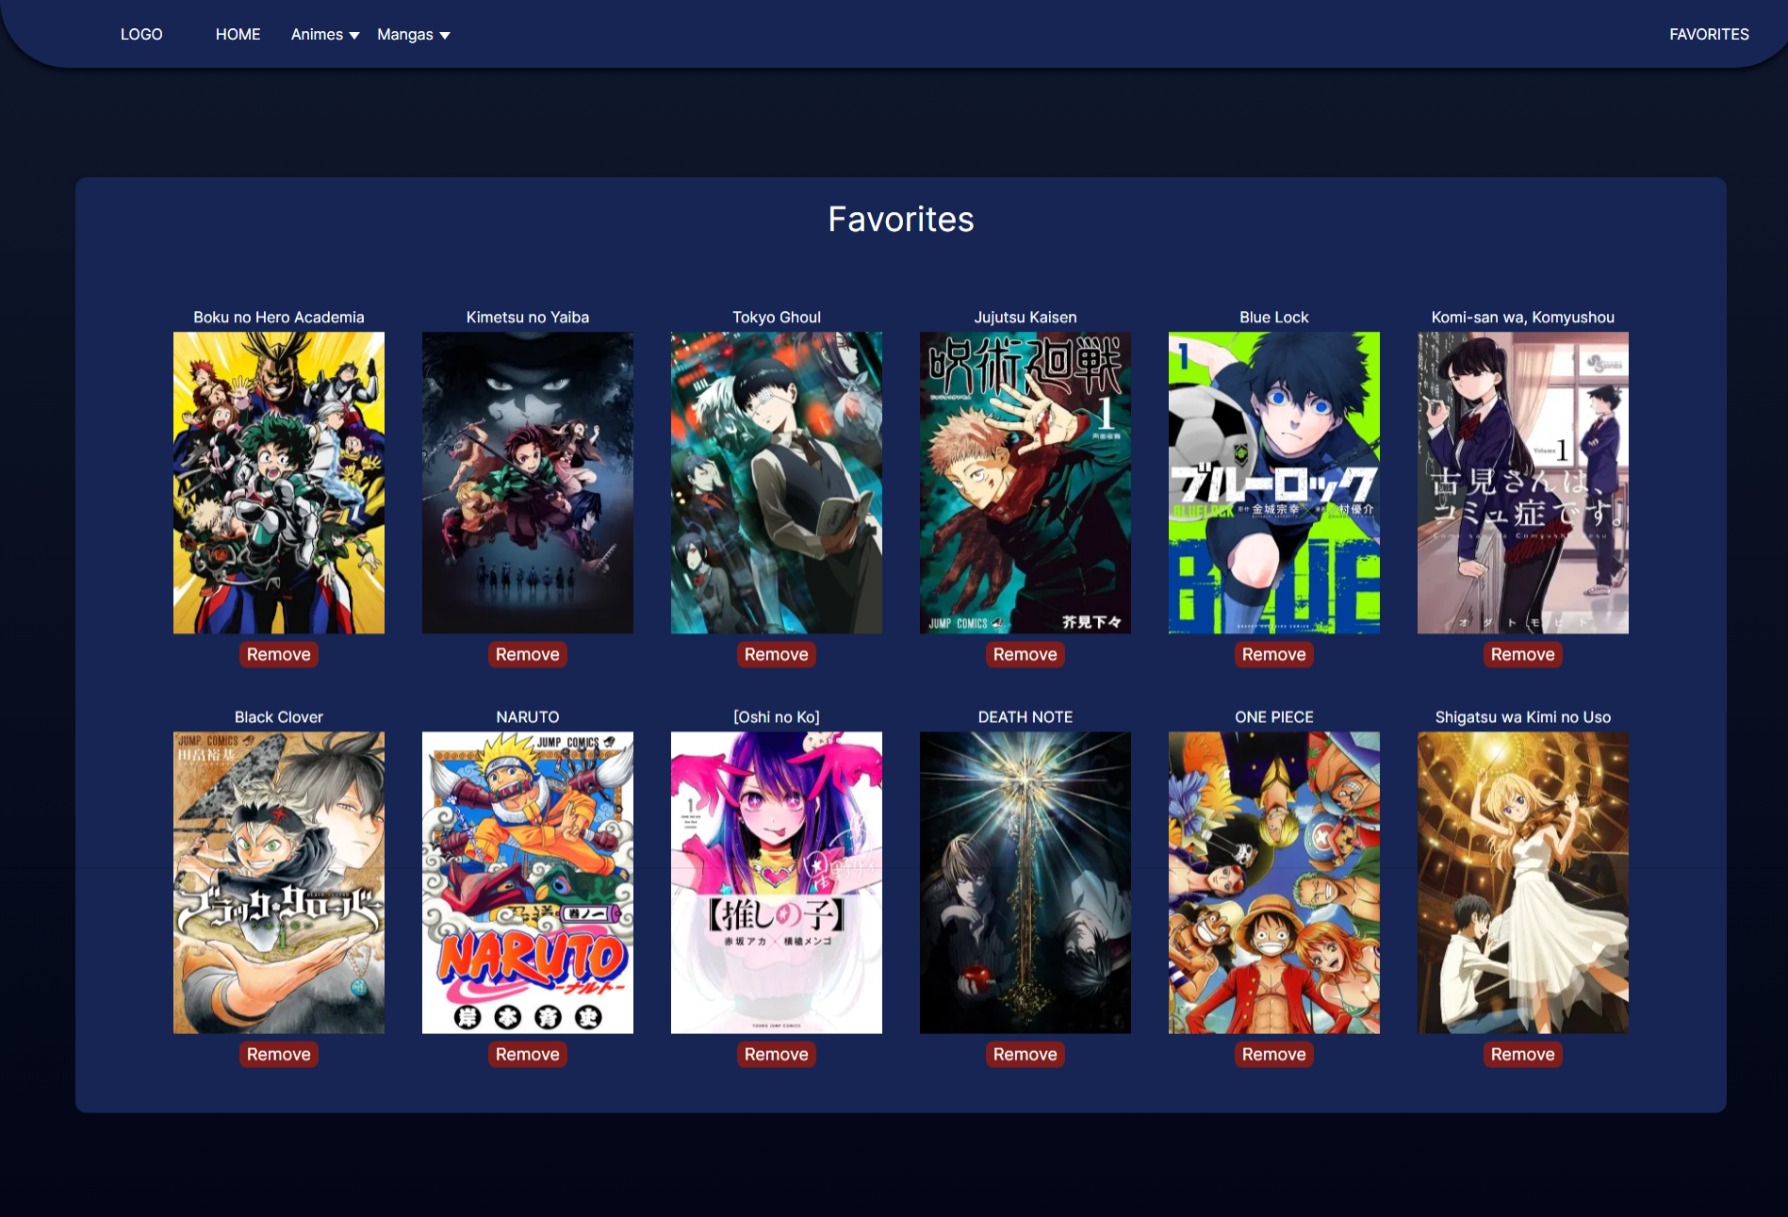 LOGO HOME Animes Mangas FAVORITES
Favorites
Boku no Hero Academia
Kimetsu no Yaiba
Tokyo Ghoul
Jujutsu Kaisen
Blue Lock
Komi-san wa, Komyushou
呪術廻戦
1
JUMP COMICS
芥見下々
1
ブルーロック
BLUELOCK
金城宗幸
村優介
BLUE
Volume 1
古見さんは、
コミュ症です。
オダトモヒト
Remove
Remove
Remove
Remove
Remove
Remove
Black Clover
NARUTO
[Oshi no Ko]
DEATH NOTE
ONE PIECE
Shigatsu wa Kimi no Uso
JUMP COMICS
田畠裕基
ブラッククローバー
1
JUMP COMICS
巻ノ一
NARUTO
-ナルト-
岸本斉史
1
【推しの子】
赤坂アカ×横槍メンゴ
YOUNG JUMP COMICS
Remove
Remove
Remove
Remove
Remove
Remove